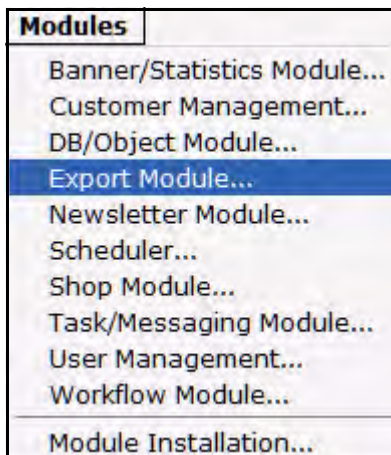 Modules
Banner/Statistics Module...
Customer Management...
DB/Object Module...
Export Module...
Newsletter Module...
Scheduler...
Shop Module...
Task/Messaging Module...
User Management...
Workflow Module...
Module Installation...